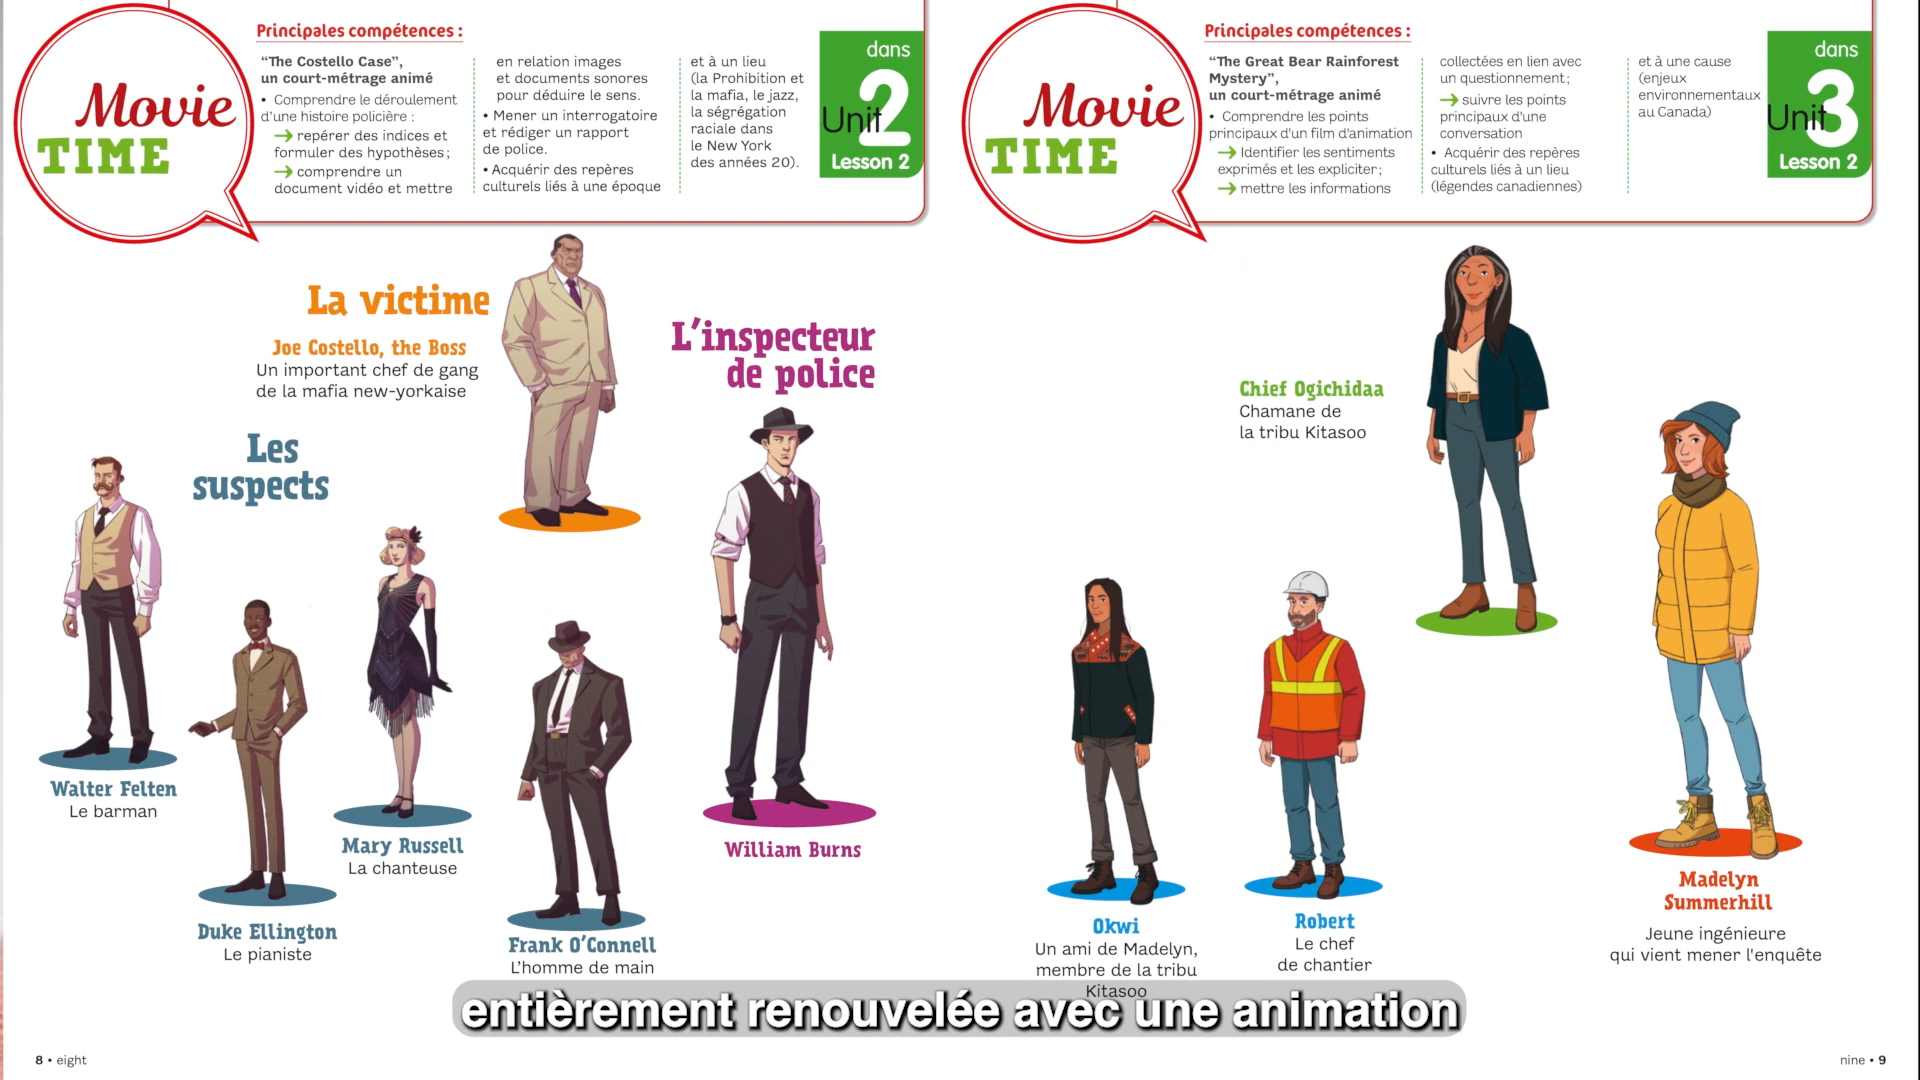 Movie
TIME
Principales compétences :
“The Costello Case”,
un court-métrage animé
• Comprendre le déroulement
d'une histoire policière :
→ repérer des indices et
formuler des hypothèses ;
→ comprendre un
document vidéo et mettre
en relation images
et documents sonores
pour déduire le sens.
• Mener un interrogatoire
et rédiger un rapport
de police.
• Acquérir des repères
culturels liés à une époque
et à un lieu
(la Prohibition et
la mafia, le jazz,
la ségrégation
raciale dans
le New York
des années 20).
dans
Unit 2
Lesson 2
La victime
Joe Costello, the Boss
Un important chef de gang
de la mafia new-yorkaise
L'inspecteur
de police
Les
suspects
Walter Felten
Le barman
Duke Ellington
Le pianiste
Mary Russell
La chanteuse
Frank O'Connell
L'homme de main
William Burns
8 • eight
Movie
TIME
Principales compétences :
“The Great Bear Rainforest
Mystery”,
un court-métrage animé
• Comprendre les points
principaux d'un film d'animation
→ Identifier les sentiments
exprimés et les expliciter ;
→ mettre les informations
collectées en lien avec
un questionnement ;
→ suivre les points
principaux d'une
conversation
• Acquérir des repères
culturels liés à un lieu
(légendes canadiennes)
et à une cause
(enjeux
environnementaux
au Canada)
dans
Unit 3
Lesson 2
Chief Ogichidaa
Chamane de
la tribu Kitasoo
Okwi
Un ami de Madelyn,
membre de la tribu
Kitasoo
Robert
Le chef
de chantier
Madelyn
Summerhill
Jeune ingénieure
qui vient mener l'enquête
entièrement renouvelée avec une animation
nine • 9